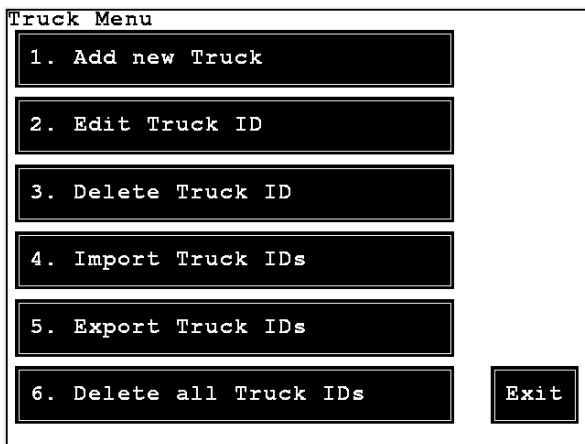 Truck Menu
1. Add new Truck
2. Edit Truck ID
3. Delete Truck ID
4. Import Truck IDs
5. Export Truck IDs
6. Delete all Truck IDs
Exit